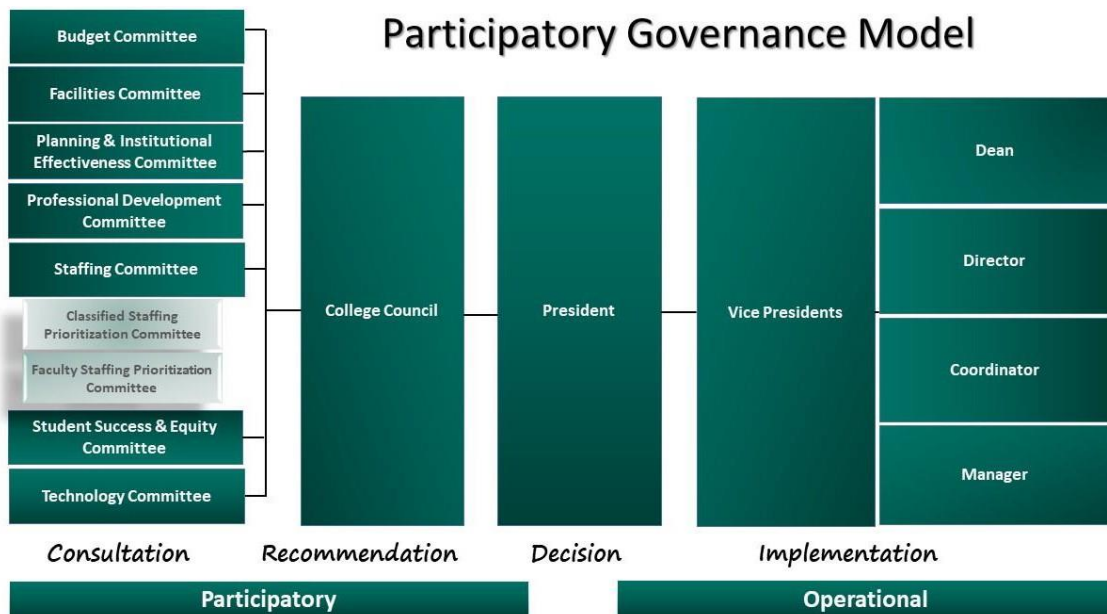 Participatory Governance Model
Budget Committee
Facilities Committee
Planning & Institutional
Effectiveness Committee
Professional Development
Committee
Staffing Committee
Classified Staffing
Prioritization Committee
Faculty Staffing Prioritization
Committee
Student Success & Equity
Committee
Technology Committee
College Council
President
Vice Presidents
Dean
Director
Coordinator
Manager
Consultation
Recommendation
Decision
Implementation
Participatory
Operational